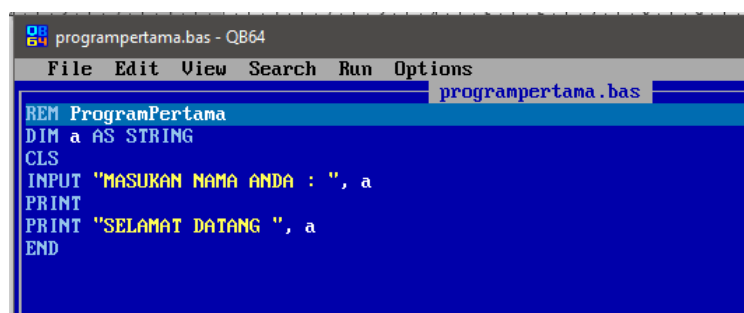 QB64 programpertama.bas - QB64
File Edit View Search Run Options
programpertama.bas
REM ProgramPertama
DIM a AS STRING
CLS
INPUT "MASUKAN NAMA ANDA : ", a
PRINT
PRINT "SELAMAT DATANG ", a
END